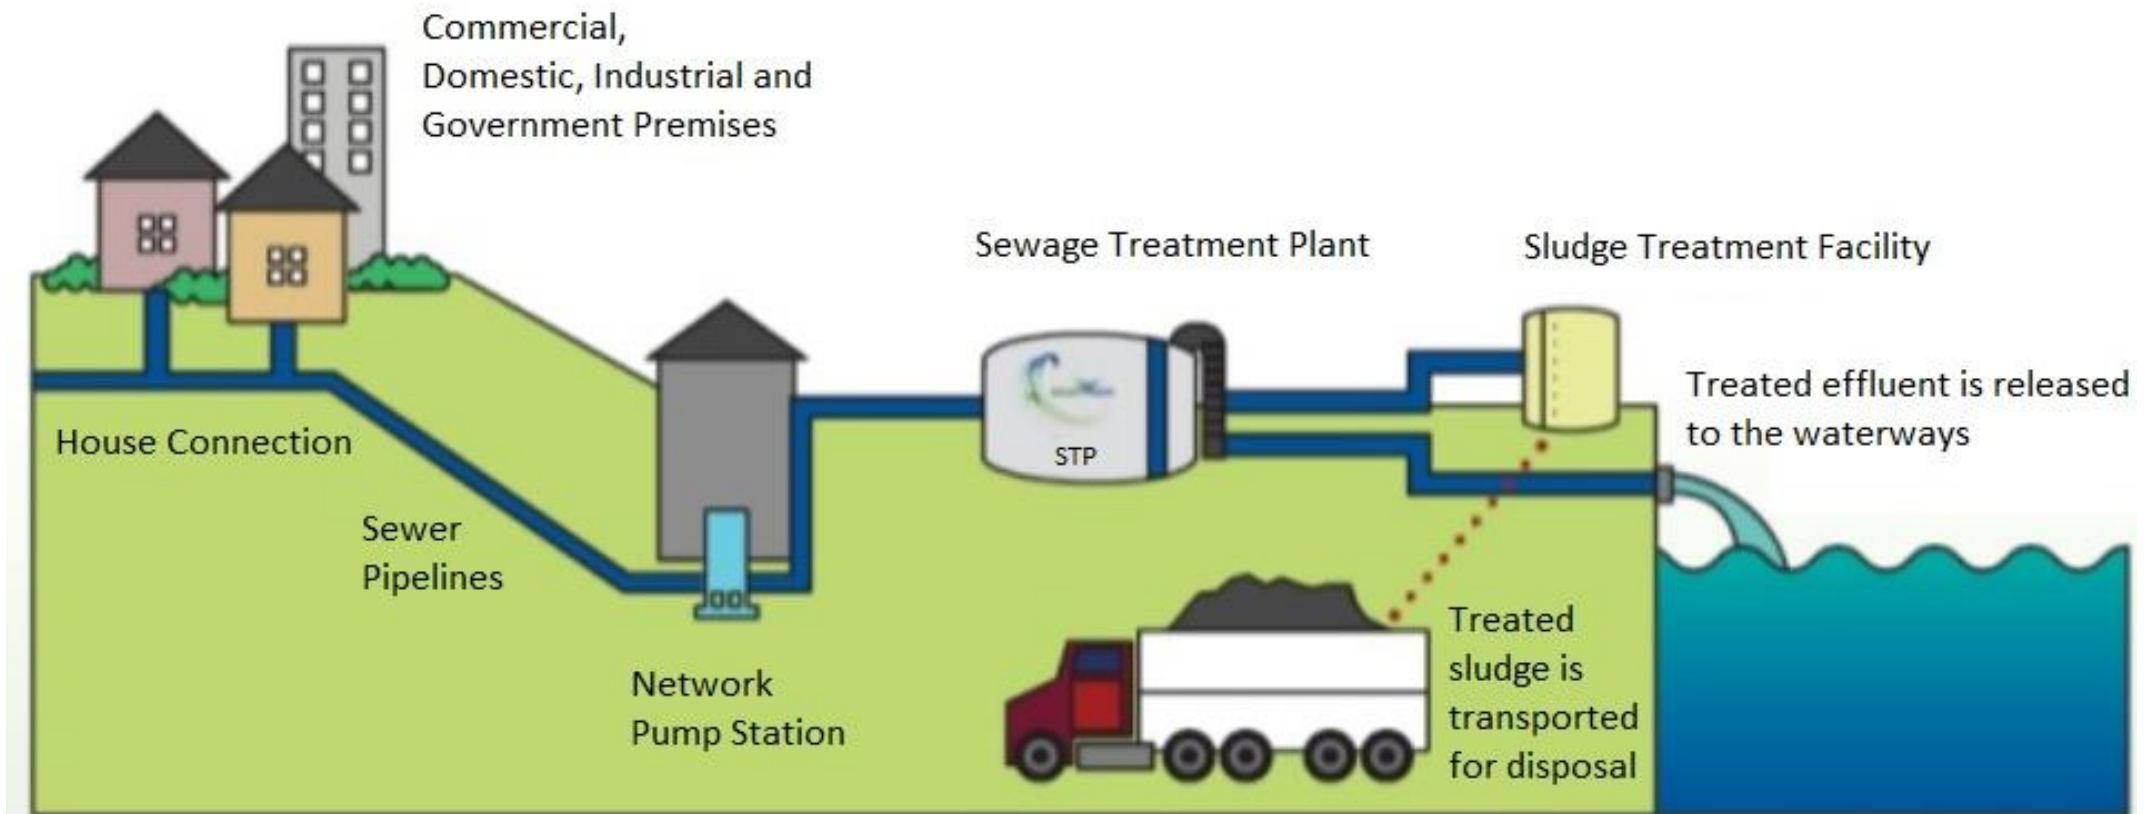 Commercial,
Domestic, Industrial and
Government Premises
Sewage Treatment Plant
Sludge Treatment Facility
Treated effluent is released
to the waterways
House Connection
STP
Sewer
Pipelines
Network
Pump Station
Treated
sludge is
transported
for disposal